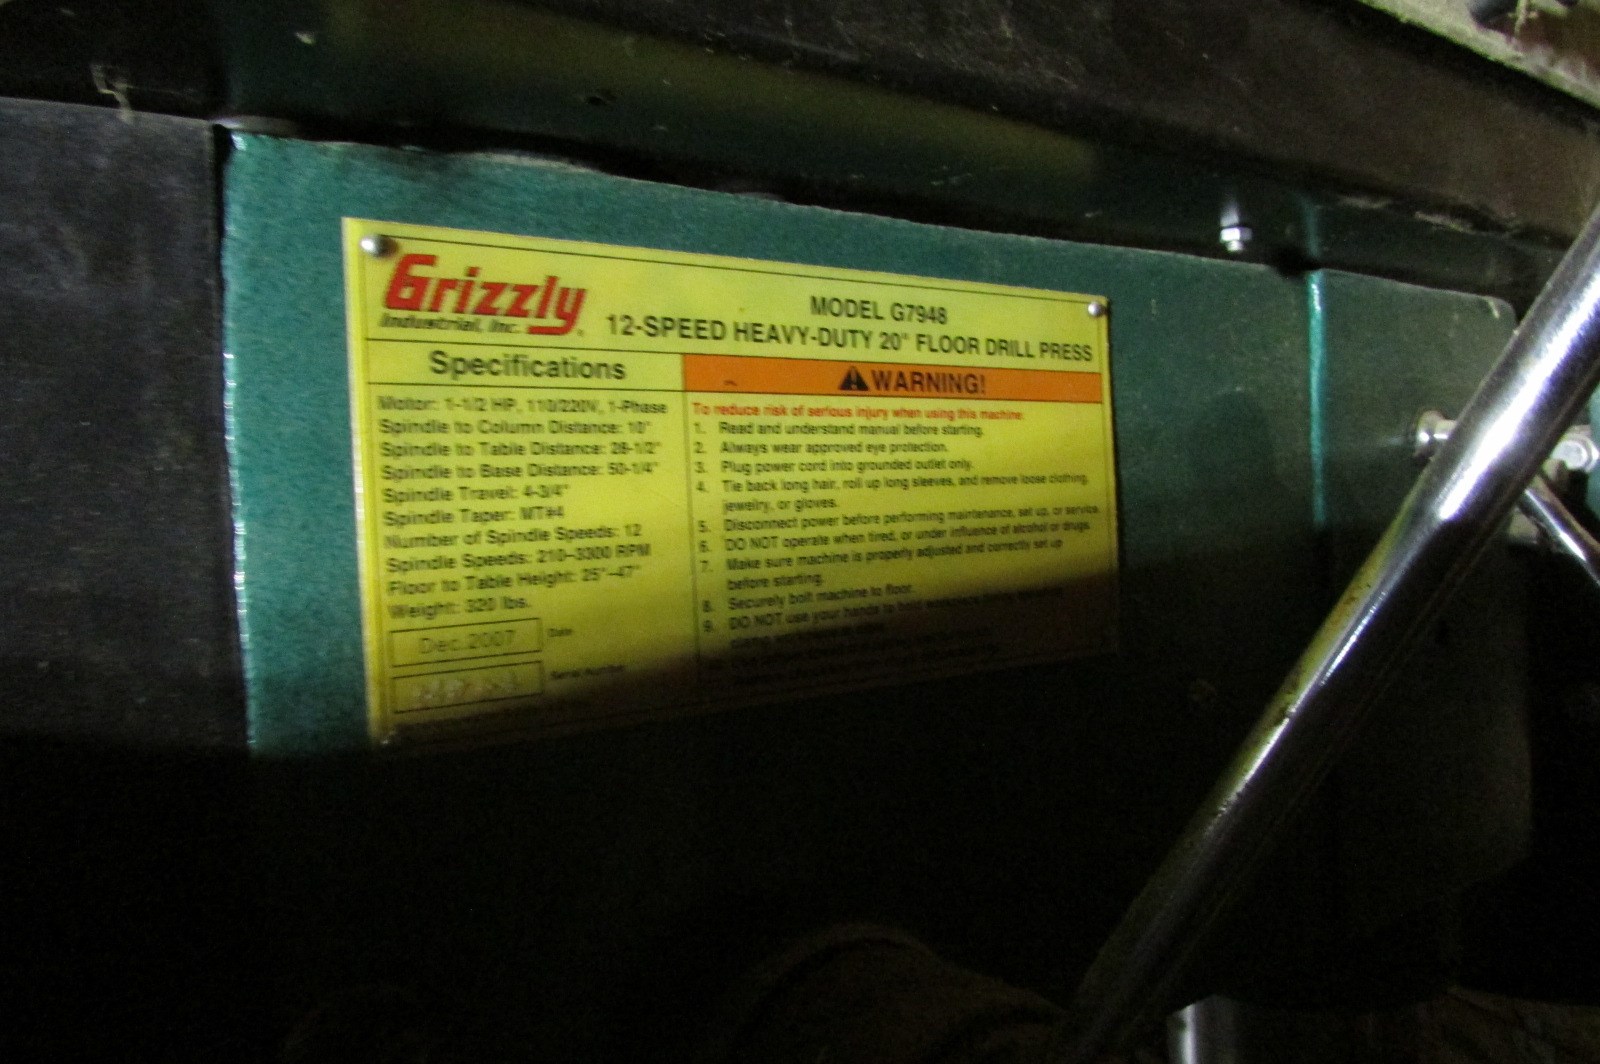 Grizzly
Industrial, Inc.
MODEL G7948
12-SPEED HEAVY-DUTY 20" FLOOR DRILL PRESS
Specifications
Motor: 1-1/2 HP, 110/220V, 1-Phase
Spindle to Column Distance: 10"
Spindle to Table Distance: 28-1/2"
Spindle to Base Distance: 50-1/4"
Spindle Travel: 4-3/4"
Spindle Taper: MT#4
Number of Spindle Speeds: 12
Spindle Speeds: 210–3300 RPM
Floor to Table Height: 25"–47"
Weight: 320 lbs.
Dec.2007 Date
Serial Number
WARNING!
To reduce risk of serious injury when using this machine:
1. Read and understand manual before starting.
2. Always wear approved eye protection.
3. Plug power cord into grounded outlet only.
4. Tie back long hair, roll up long sleeves, and remove loose clothing,
jewelry, or gloves.
5. Disconnect power before performing maintenance, set up, or service.
6. DO NOT operate when tired, or under influence of alcohol or drugs.
7. Make sure machine is properly adjusted and correctly set up
before starting.
8. Securely bolt machine to floor.
9. DO NOT use your hands to hold workpiece